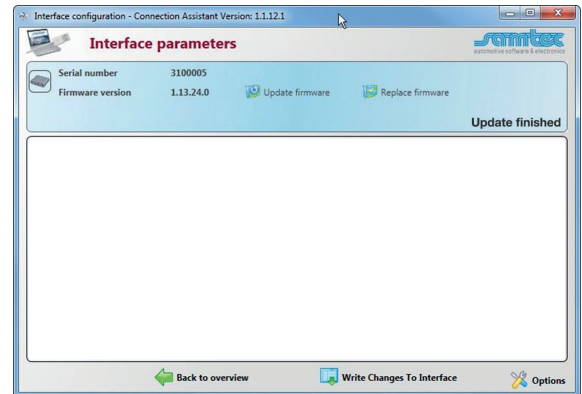 Interface configuration - Connection Assistant Version: 1.1.12.1
Interface parameters
samtec
automotive software & electronics
Serial number 3100005
Firmware version 1.13.24.0 Update firmware Replace firmware
Update finished
Back to overview Write Changes To Interface Options